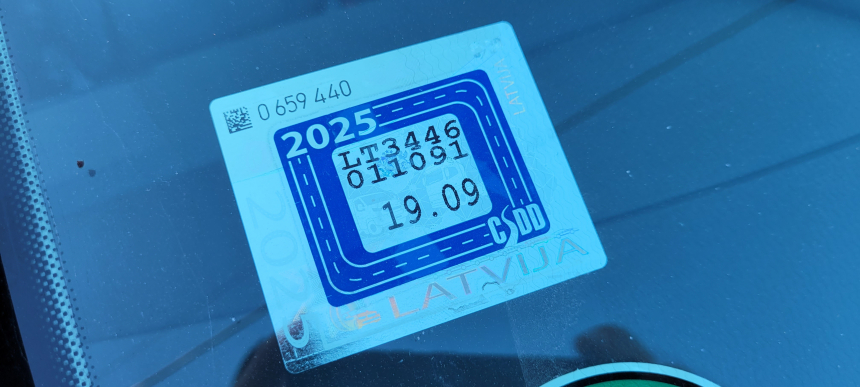 0 659 440
LATVIJA
2025
LT3446
011091
19.09
CSDD
LATVIJA